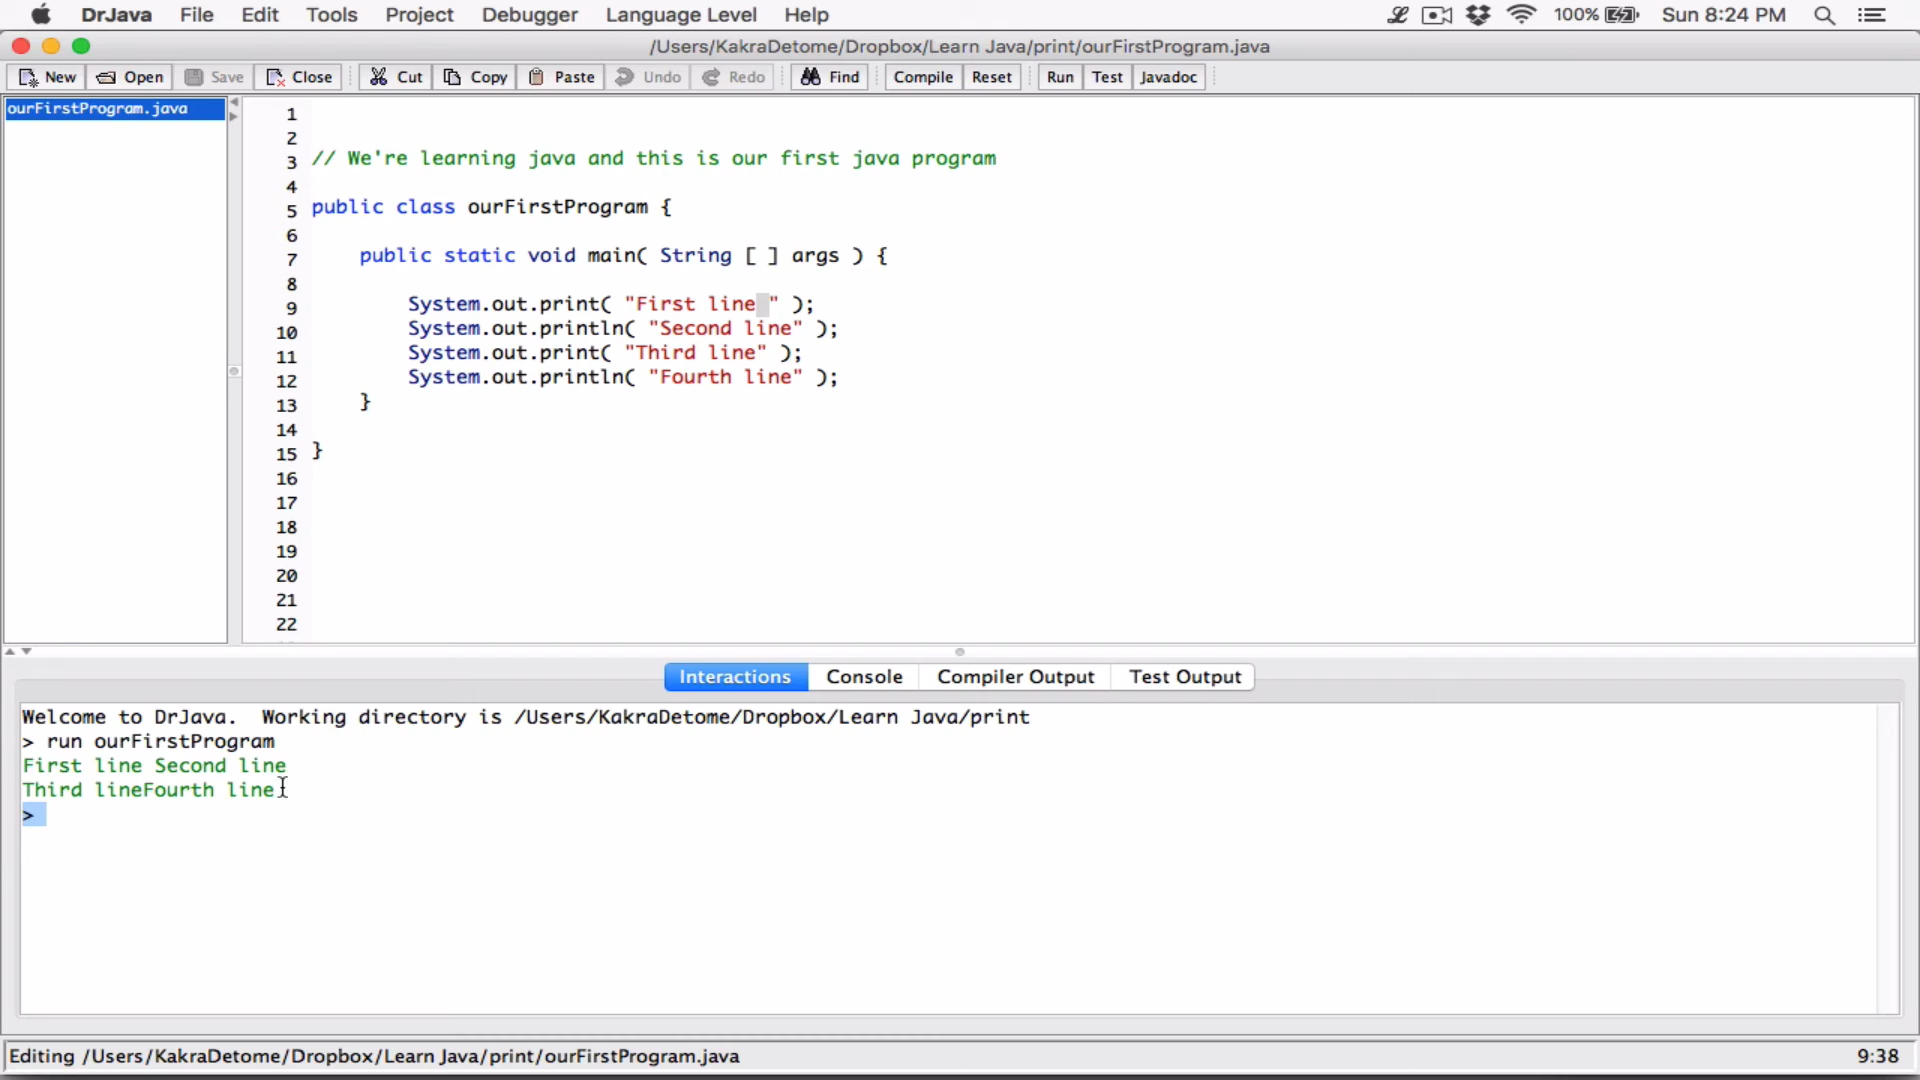 DrJava File Edit Tools Project Debugger Language Level Help 100% Sun 8:24 PM
/Users/KakraDetome/Dropbox/Learn Java/print/ourFirstProgram.java
New Open Save Close Cut Copy Paste Undo Redo Find Compile Reset Run Test Javadoc
ourFirstProgram.java
1
2
3 // We're learning java and this is our first java program
4
5 public class ourFirstProgram {
6
7 public static void main( String [ ] args ) {
8
9 System.out.print( "First line " );
10 System.out.println( "Second line" );
11 System.out.print( "Third line" );
12 System.out.println( "Fourth line" );
13 }
14
15 }
16
17
18
19
20
21
22
Interactions Console Compiler Output Test Output
Welcome to DrJava.  Working directory is /Users/KakraDetome/Dropbox/Learn Java/print
> run ourFirstProgram
First line Second line
Third lineFourth line
>
Editing /Users/KakraDetome/Dropbox/Learn Java/print/ourFirstProgram.java 9:38